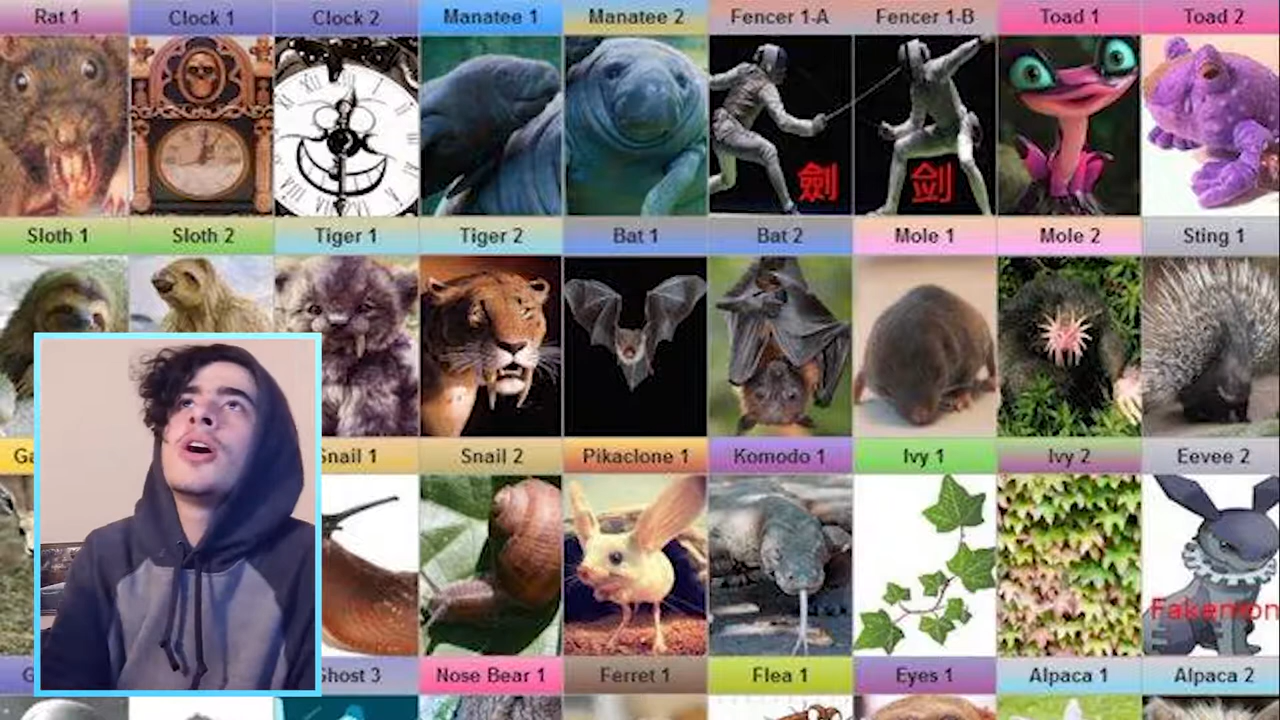 Rat 1 Clock 1 Clock 2 Manatee 1 Manatee 2 Fencer 1-A Fencer 1-B Toad 1 Toad 2
劍 剑
Sloth 1 Sloth 2 Tiger 1 Tiger 2 Bat 1 Bat 2 Mole 1 Mole 2 Sting 1
Snail 1 Snail 2 Pikaclone 1 Komodo 1 Ivy 1 Ivy 2 Eevee 2
Fakemon
Ghost 3 Nose Bear 1 Ferret 1 Flea 1 Eyes 1 Alpaca 1 Alpaca 2